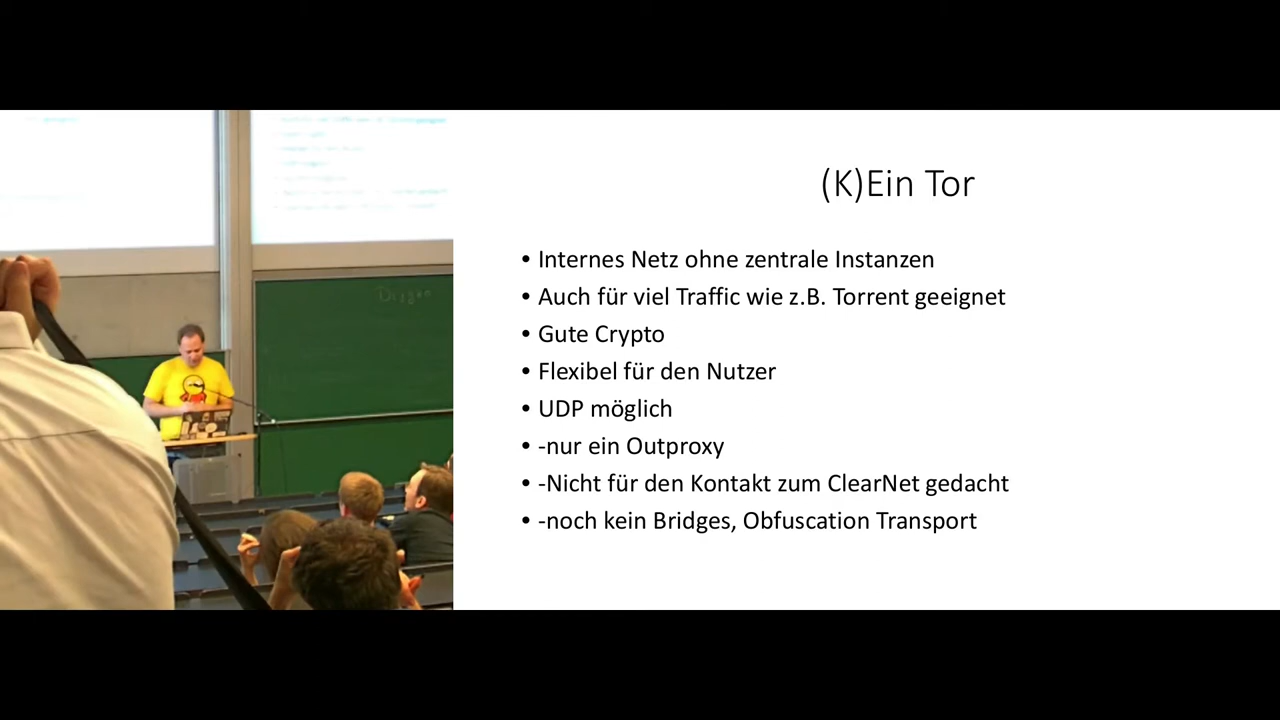 (K)Ein Tor
• Internes Netz ohne zentrale Instanzen
• Auch für viel Traffic wie z.B. Torrent geeignet
• Gute Crypto
• Flexibel für den Nutzer
• UDP möglich
• -nur ein Outproxy
• -Nicht für den Kontakt zum ClearNet gedacht
• -noch kein Bridges, Obfuscation Transport